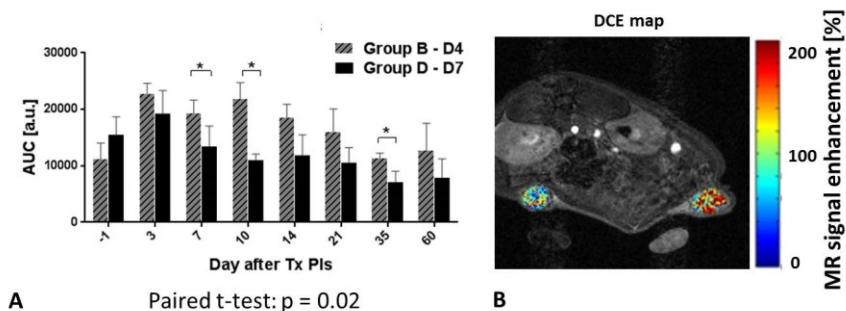 Group B - D4
Group D - D7
AUC [a.u.]
30000
20000
10000
0
*
*
*
-1 3 7 10 14 21 35 60
Day after Tx PIs
A
Paired t-test: p = 0.02
DCE map
200
100
0
MR signal enhancement [%]
B